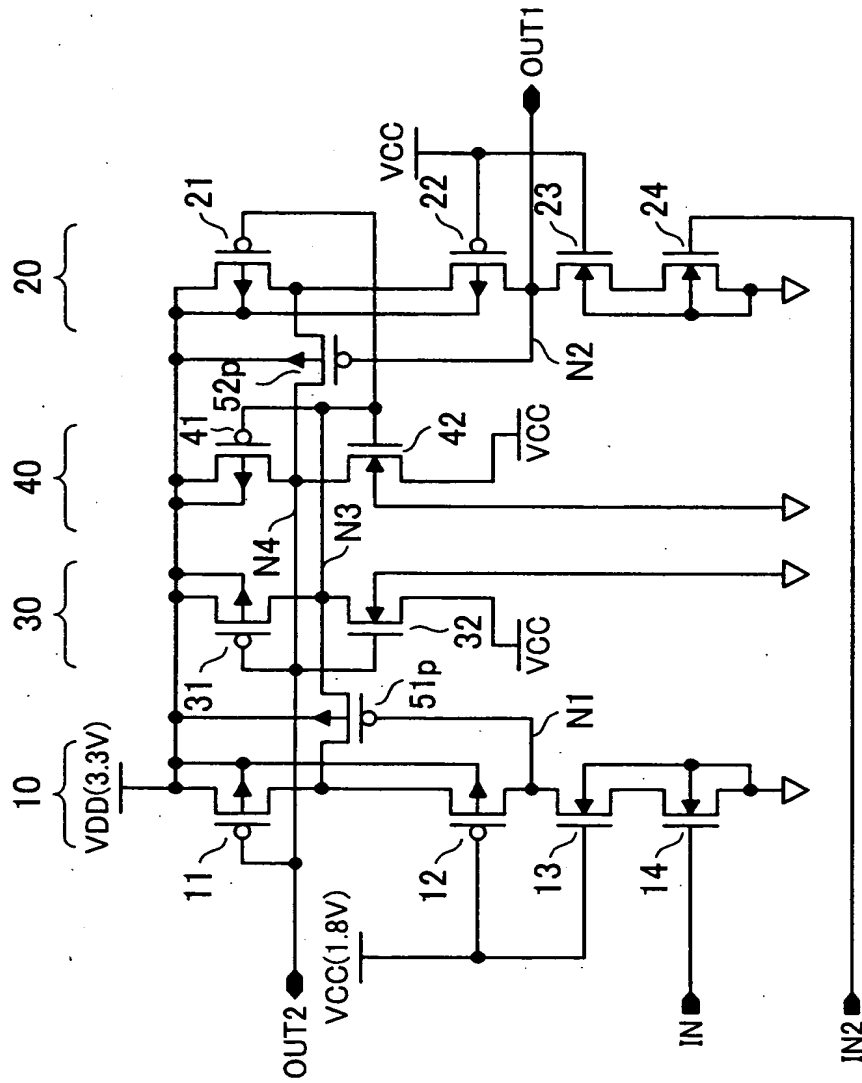 10
30
40
20
VDD(3.3V)
11
31
41
21
N4
52p
OUT2
VCC(1.8V)
N3
VCC
22
12
51p
42
OUT1
32
N2
23
13
N1
VCC
VCC
24
14
IN
IN2